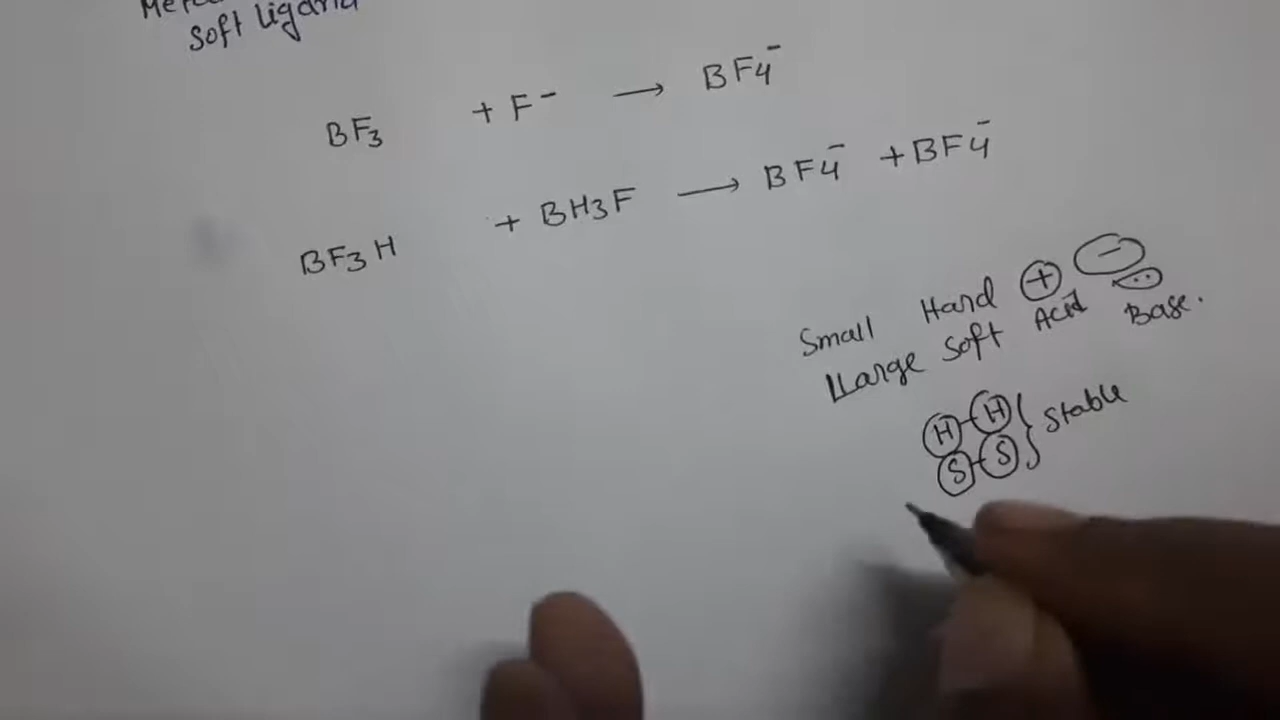 Soft Ligand
BF3 + F⁻ → BF4⁻
BF3H + BH3F → BF4⁻ + BF4⁻
Small Hard + −
Large Soft Acid Base.
H-H
S-S } Stable